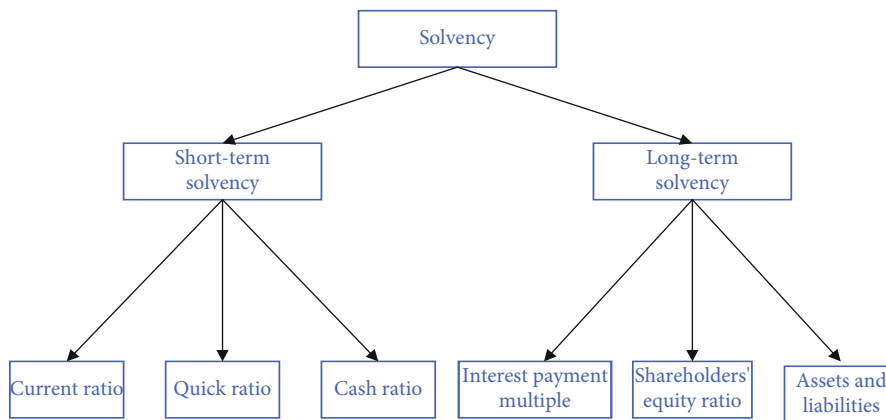 Solvency
Short-term
solvency
Long-term
solvency
Current ratio
Quick ratio
Cash ratio
Interest payment
multiple
Shareholders'
equity ratio
Assets and
liabilities